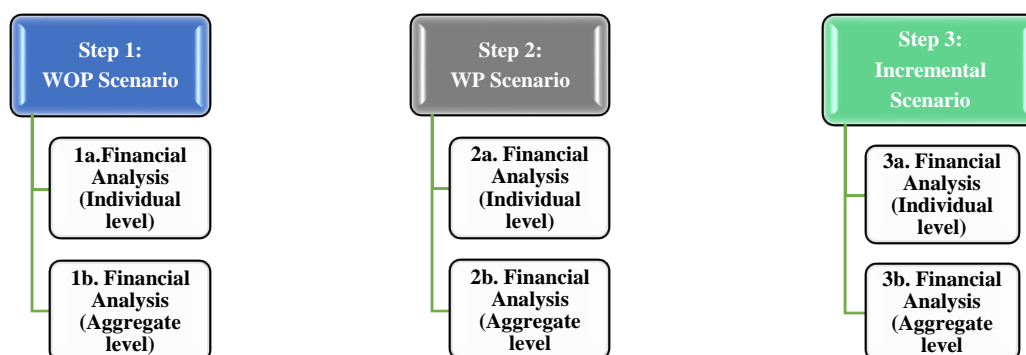 Step 1:
WOP Scenario
1a.Financial
Analysis
(Individual
level)
1b. Financial
Analysis
(Aggregate
level)
Step 2:
WP Scenario
2a. Financial
Analysis
(Individual
level)
2b. Financial
Analysis
(Aggregate
level
Step 3:
Incremental
Scenario
3a. Financial
Analysis
(Individual
level)
3b. Financial
Analysis
(Aggregate
level